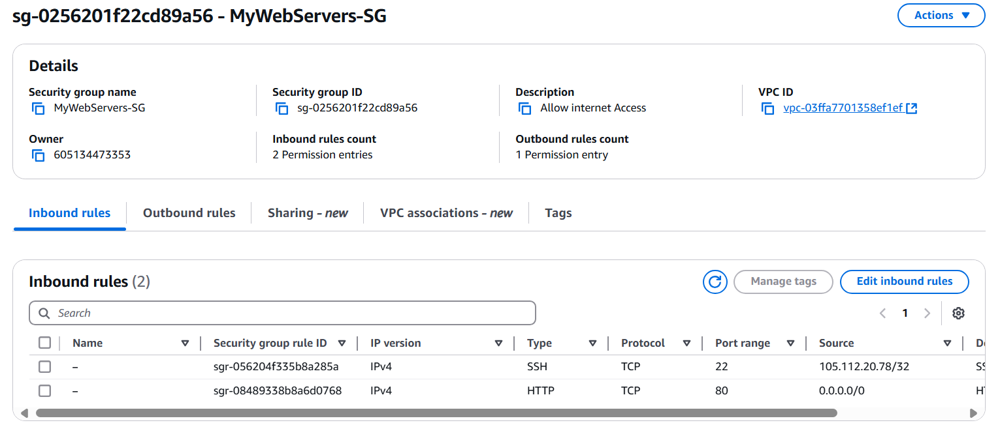 sg-0256201f22cd89a56 - MyWebServers-SG
Actions
Details
Security group name
MyWebServers-SG
Security group ID
sg-0256201f22cd89a56
Description
Allow internet Access
VPC ID
vpc-03ffa7701358ef1ef
Owner
605134473353
Inbound rules count
2 Permission entries
Outbound rules count
1 Permission entry
Inbound rules Outbound rules Sharing - new VPC associations - new Tags
Inbound rules (2)
Manage tags
Edit inbound rules
Search
1
Name Security group rule ID IP version Type Protocol Port range Source
– sgr-056204f335b8a285a IPv4 SSH TCP 22 105.112.20.78/32
– sgr-08489338b8a6d0768 IPv4 HTTP TCP 80 0.0.0.0/0